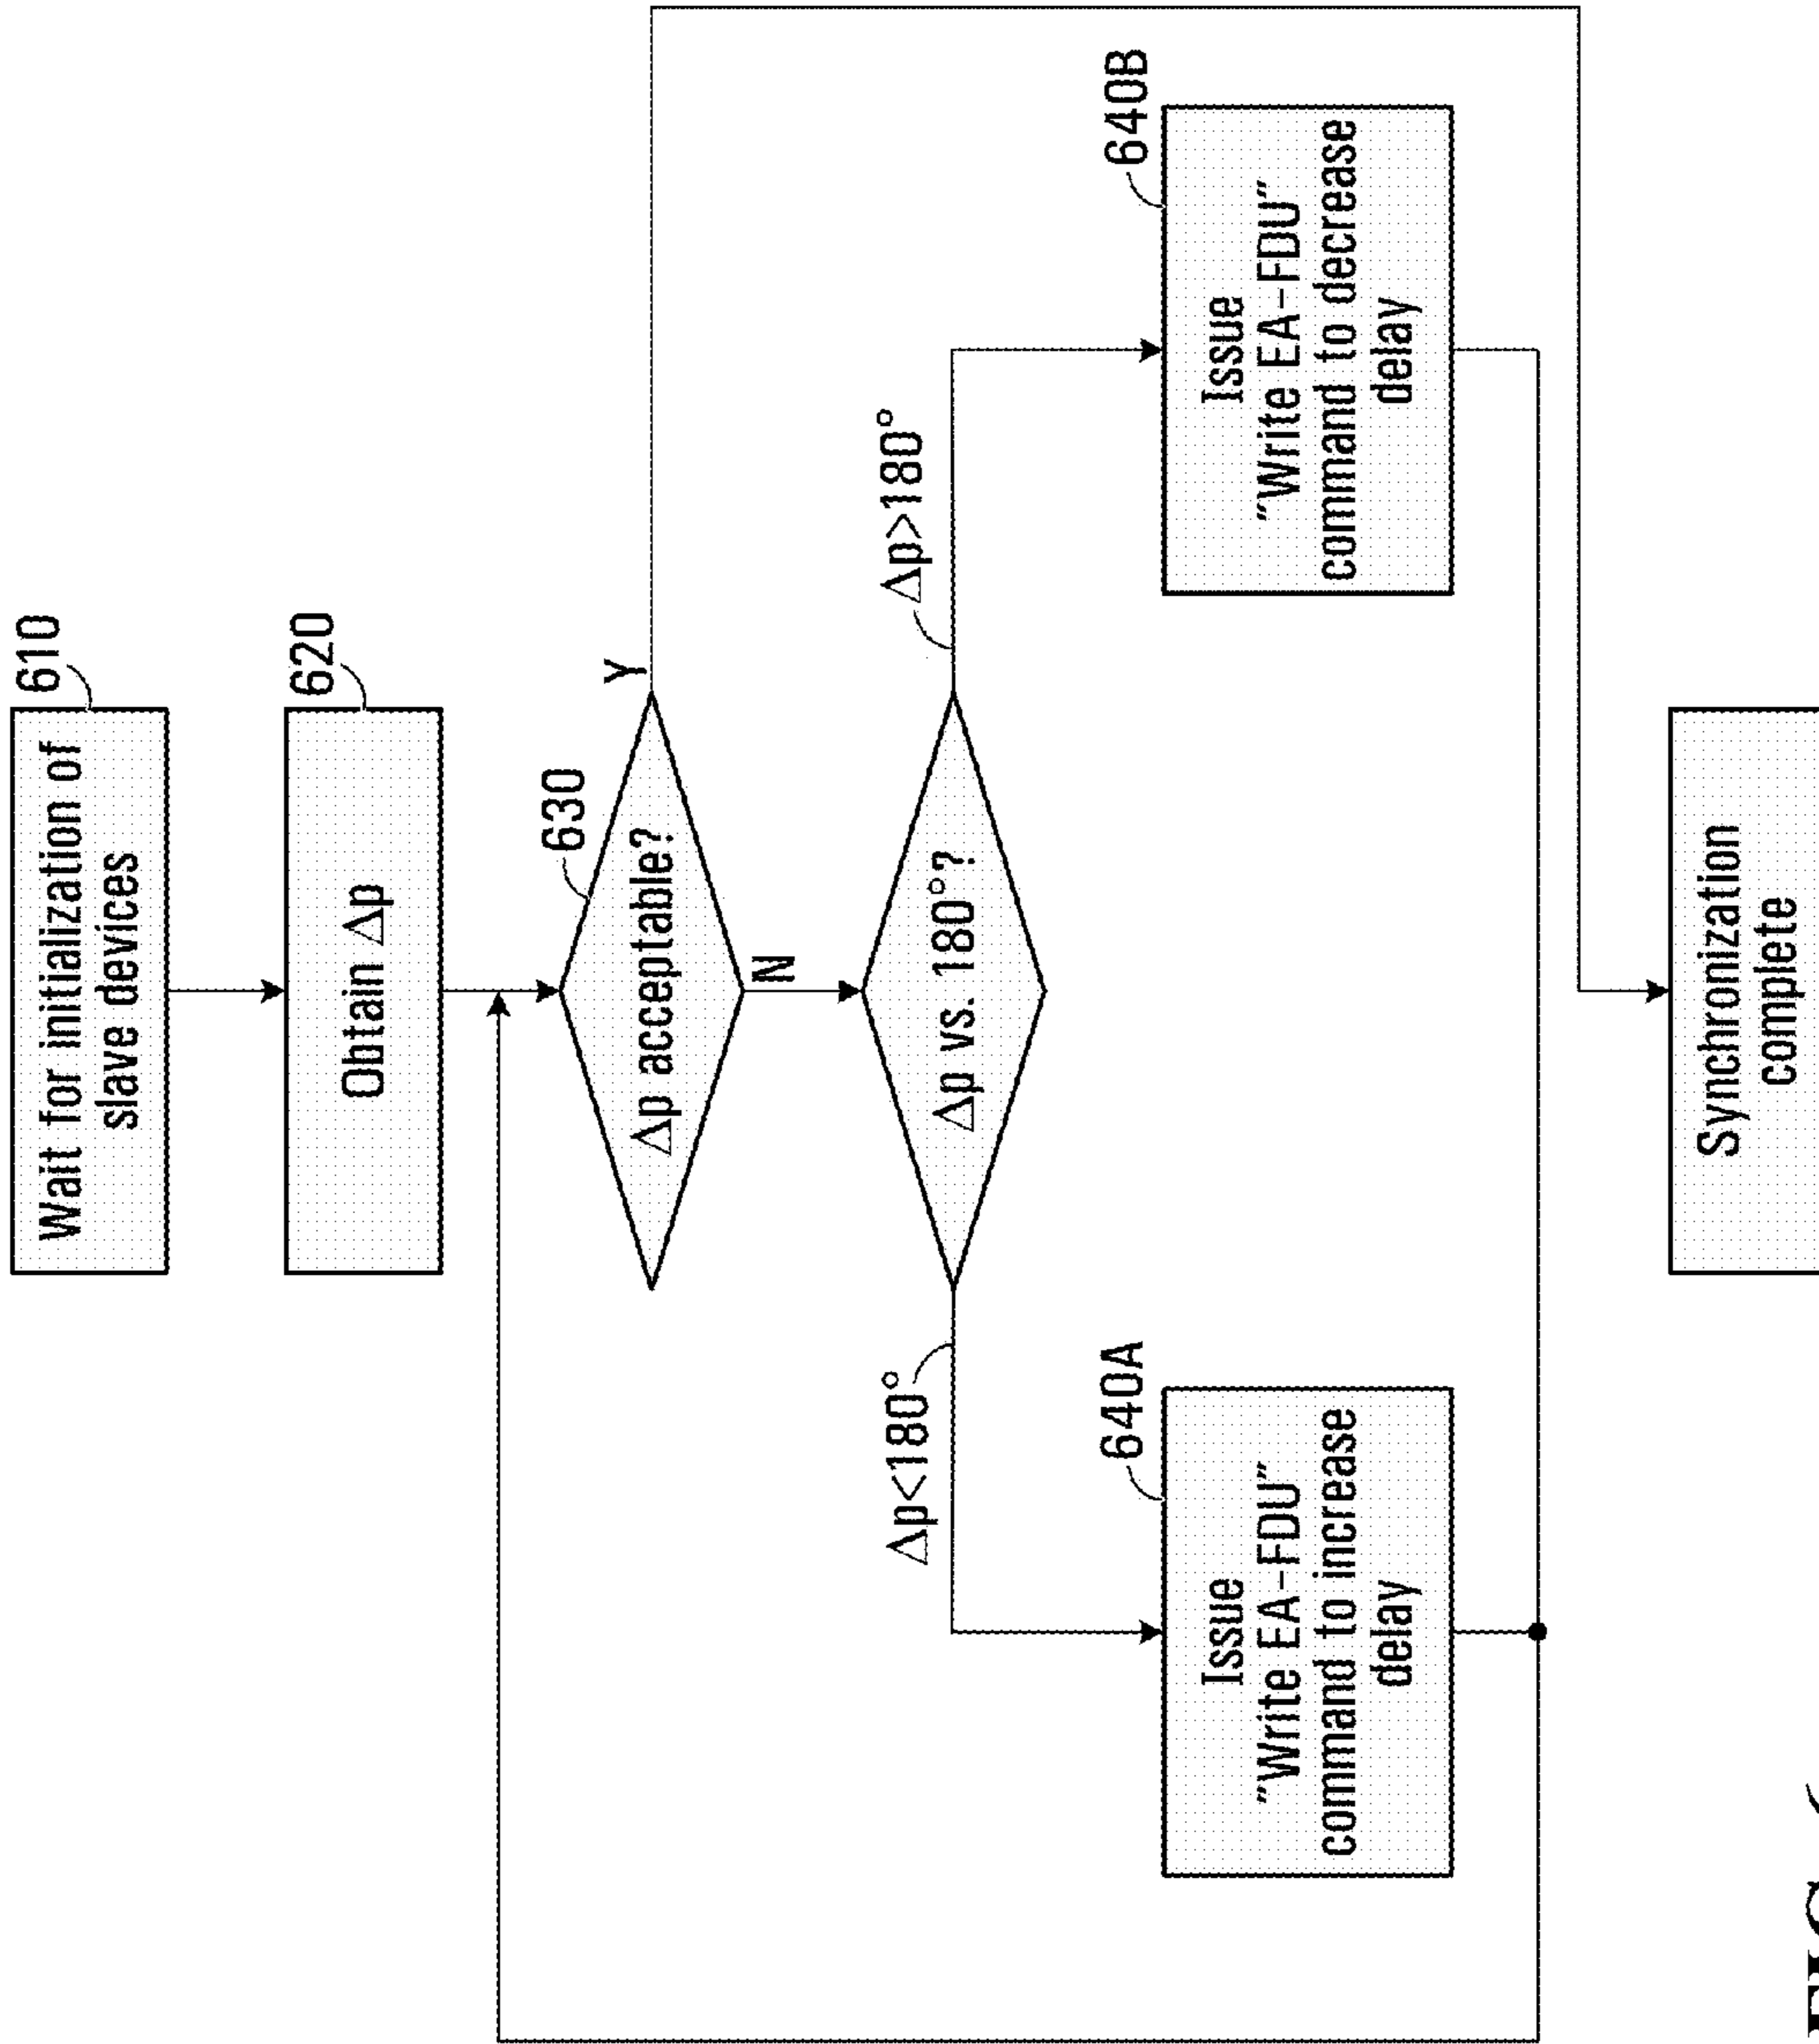 610
Wait for initialization of
slave devices
620
Obtain Δp
630
Δp acceptable?
Y
N
Δp vs. 180°?
Δp<180°
Δp>180°
640A
Issue
"Write EA-FDU"
command to increase
delay
640B
Issue
"Write EA-FDU"
command to decrease
delay
Synchronization
complete
FIG.